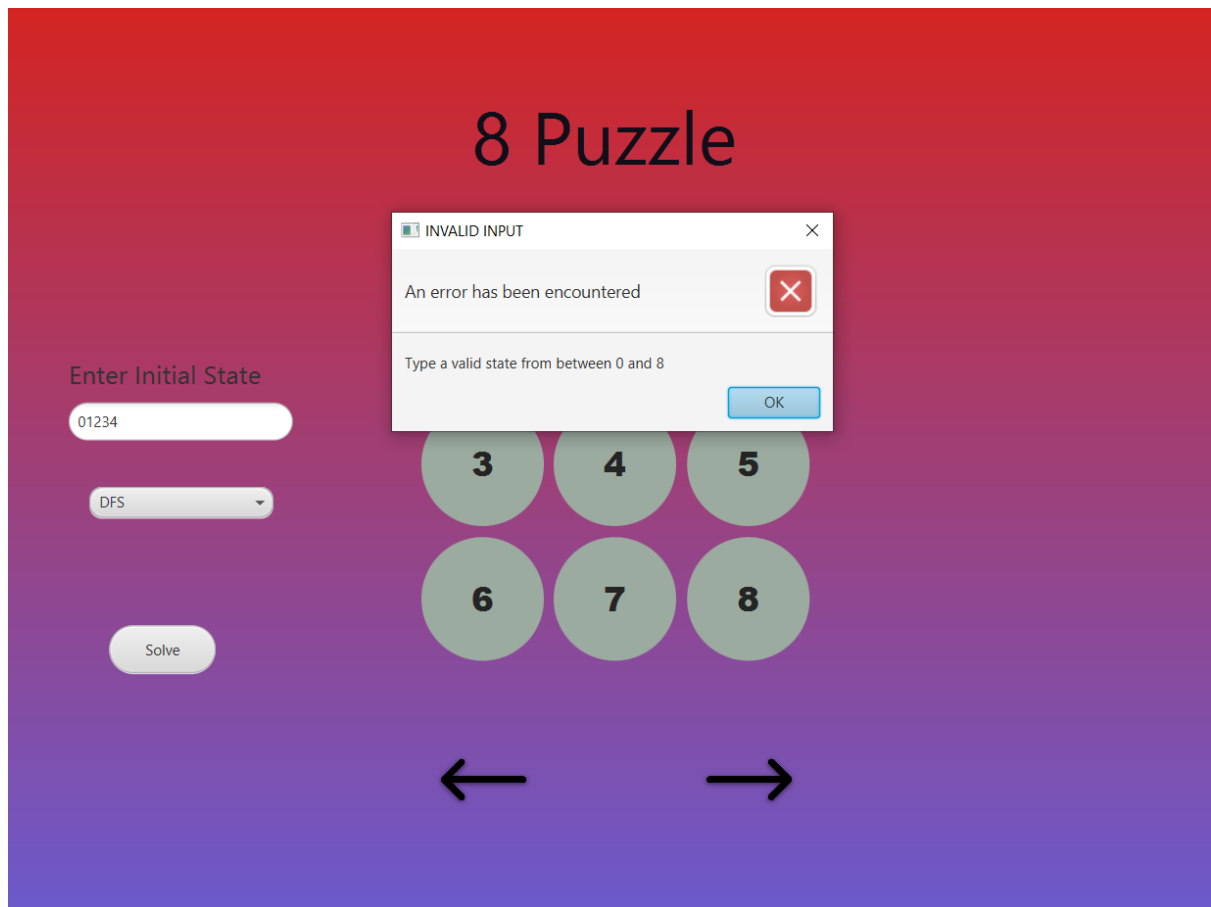 8 Puzzle
INVALID INPUT
An error has been encountered
Type a valid state from between 0 and 8
OK
Enter Initial State
01234
DFS
Solve
3 4 5
6 7 8